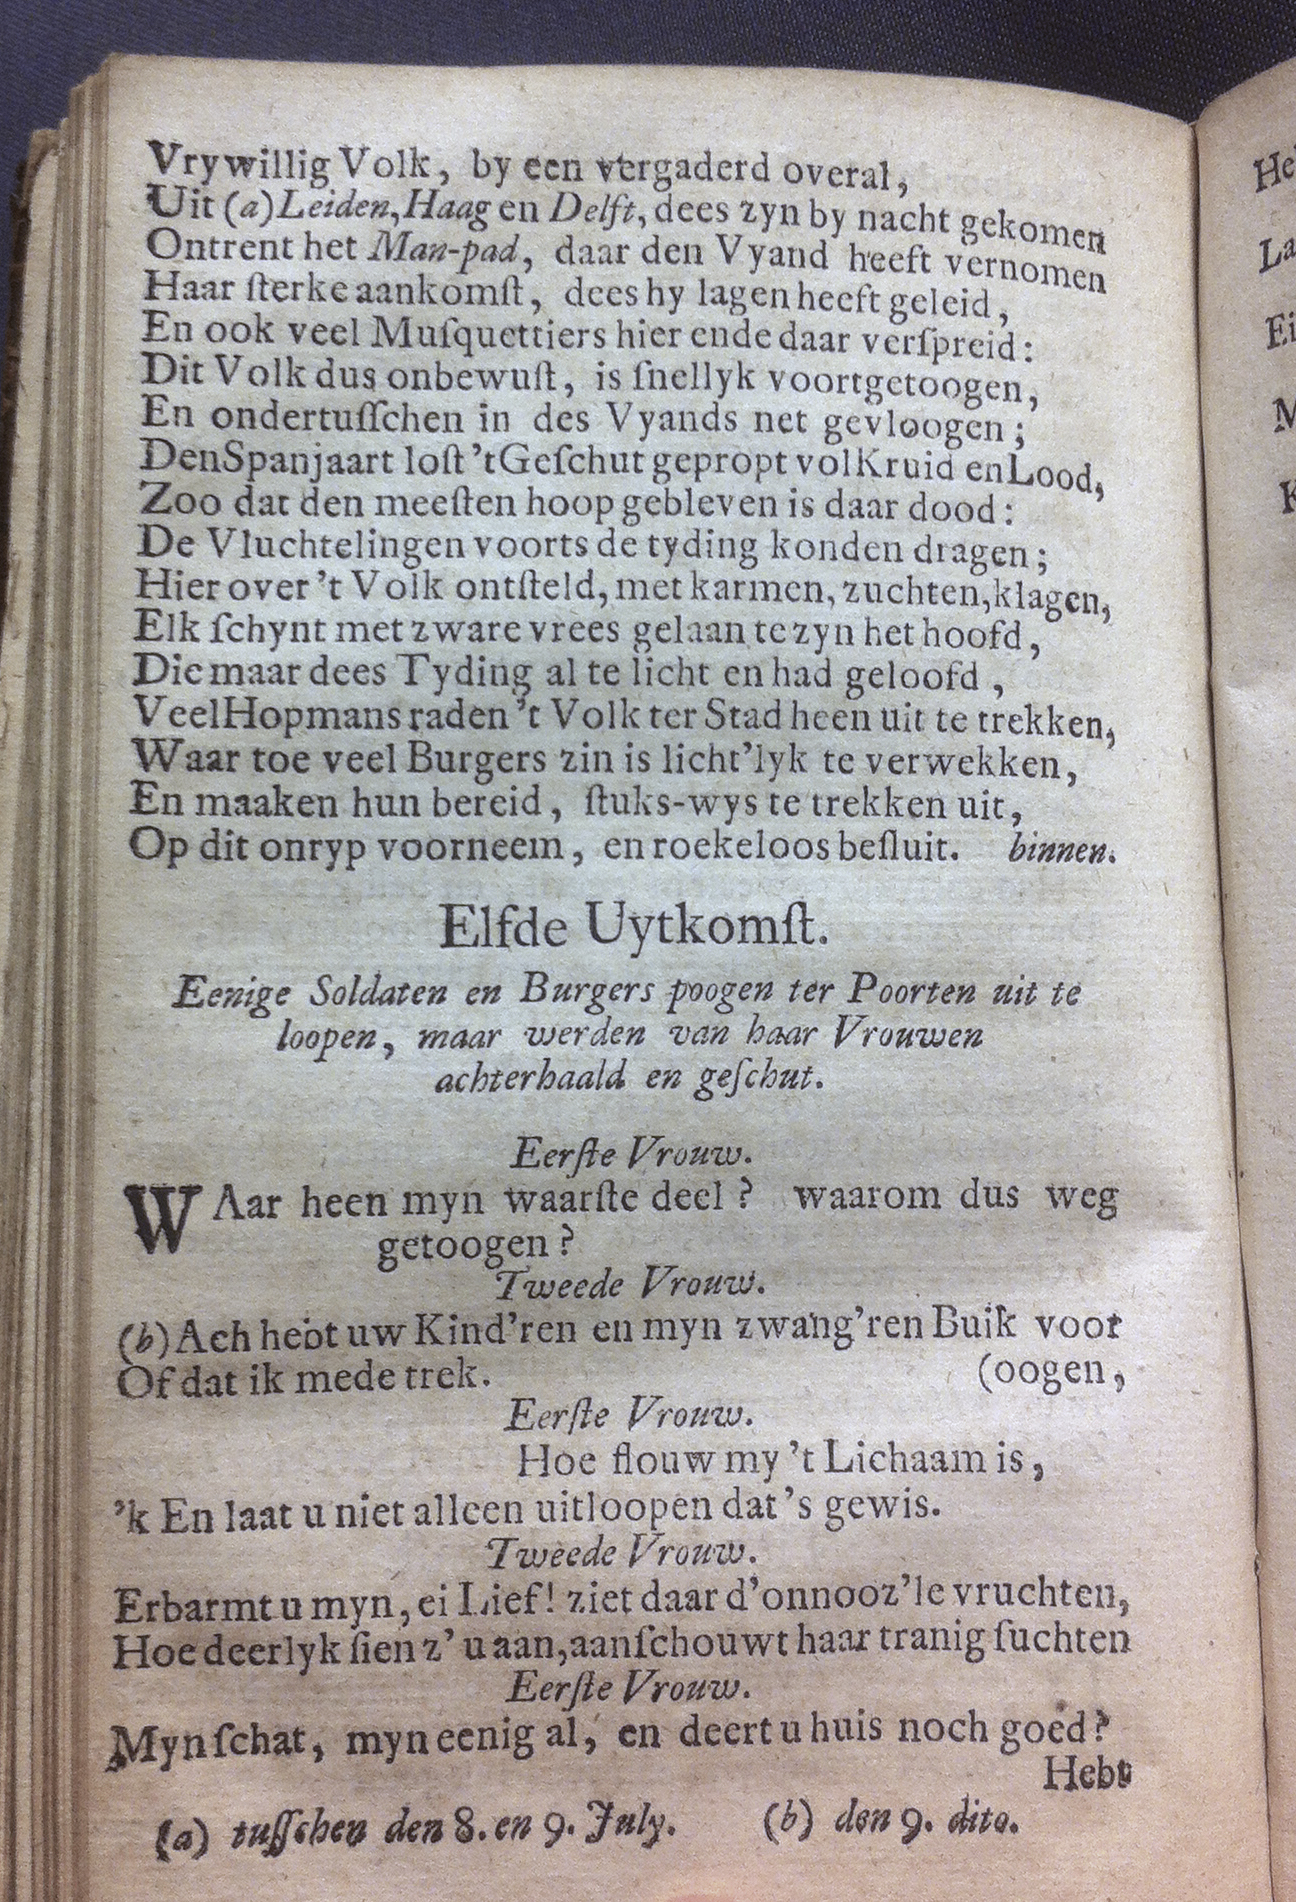 Vrywillig Volk, by een vergaderd overal,
Uit (a) Leiden, Haag en Delft, dees zyn by nacht gekomen
Ontrent het Man-pad, daar den Vyand heeft vernomen
Haar ſterke aankomſt, dees hy lagen heeft geleid,
En ook veel Muſquettiers hier ende daar verſpreid:
Dit Volk dus onbewuſt, is ſnellyk voortgetoogen,
En ondertuſſchen in des Vyands net gevloogen;
Den Spanjaart loſt 't Geſchut gepropt vol Kruid en Lood,
Zoo dat den meeſten hoop gebleven is daar dood:
De Vluchtelingen voorts de tyding konden dragen;
Hier over 't Volk ontſteld, met karmen, zuchten, klagen,
Elk ſchynt met zware vrees gelaan te zyn het hoofd,
Die maar dees Tyding al te licht en had geloofd,
Veel Hopmans raden 't Volk ter Stad heen uit te trekken,
Waar toe veel Burgers zin is licht'lyk te verwekken,
En maaken hun bereid, ſtuks-wys te trekken uit,
Op dit onryp voorneem, en roekeloos beſluit. binnen.
Elfde Uytkomſt.
Eenige Soldaten en Burgers poogen ter Poorten uit te
loopen, maar werden van haar Vrouwen
achterhaald en geſchut.
Eerſte Vrouw.
WAar heen myn waarſte deel? waarom dus weg
getoogen?
Tweede Vrouw.
(b) Ach hebt uw Kind'ren en myn zwang'ren Buik voor
Of dat ik mede trek. (oogen,
Eerſte Vrouw.
Hoe flouw my 't Lichaam is,
'k En laat u niet alleen uitloopen dat 's gewis.
Tweede Vrouw.
Erbarmt u myn, ei Lief! ziet daar d'onnooz'le vruchten,
Hoe deerlyk ſien z' u aan, aanſchouwt haar tranig ſuchten
Eerſte Vrouw.
Myn ſchat, myn eenig al, en deert u huis noch goed?
Hebt
(a) tuſſchen den 8. en 9. July. (b) den 9. dito.
He
La
Ei
M
K